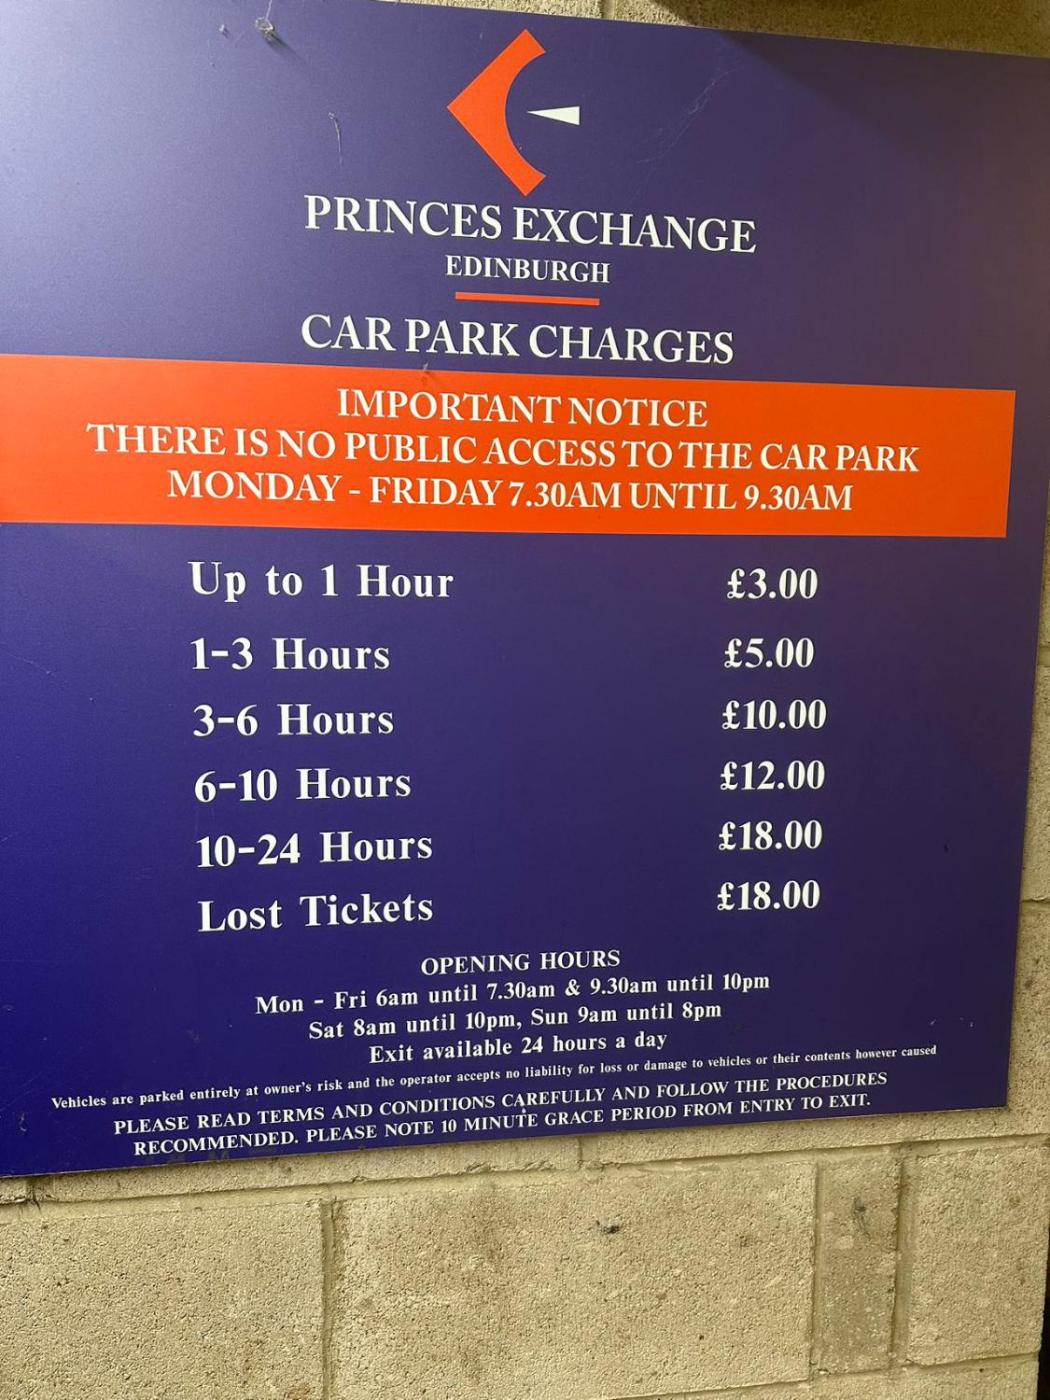 PRINCES EXCHANGE
EDINBURGH
CAR PARK CHARGES
IMPORTANT NOTICE
THERE IS NO PUBLIC ACCESS TO THE CAR PARK
MONDAY - FRIDAY 7.30AM UNTIL 9.30AM
Up to 1 Hour £3.00
1-3 Hours £5.00
3-6 Hours £10.00
6-10 Hours £12.00
10-24 Hours £18.00
Lost Tickets £18.00
OPENING HOURS
Mon - Fri 6am until 7.30am & 9.30am until 10pm
Sat 8am until 10pm, Sun 9am until 8pm
Exit available 24 hours a day
Vehicles are parked entirely at owner's risk and the operator accepts no liability for loss or damage to vehicles or their contents however caused
PLEASE READ TERMS AND CONDITIONS CAREFULLY AND FOLLOW THE PROCEDURES
RECOMMENDED. PLEASE NOTE 10 MINUTE GRACE PERIOD FROM ENTRY TO EXIT.